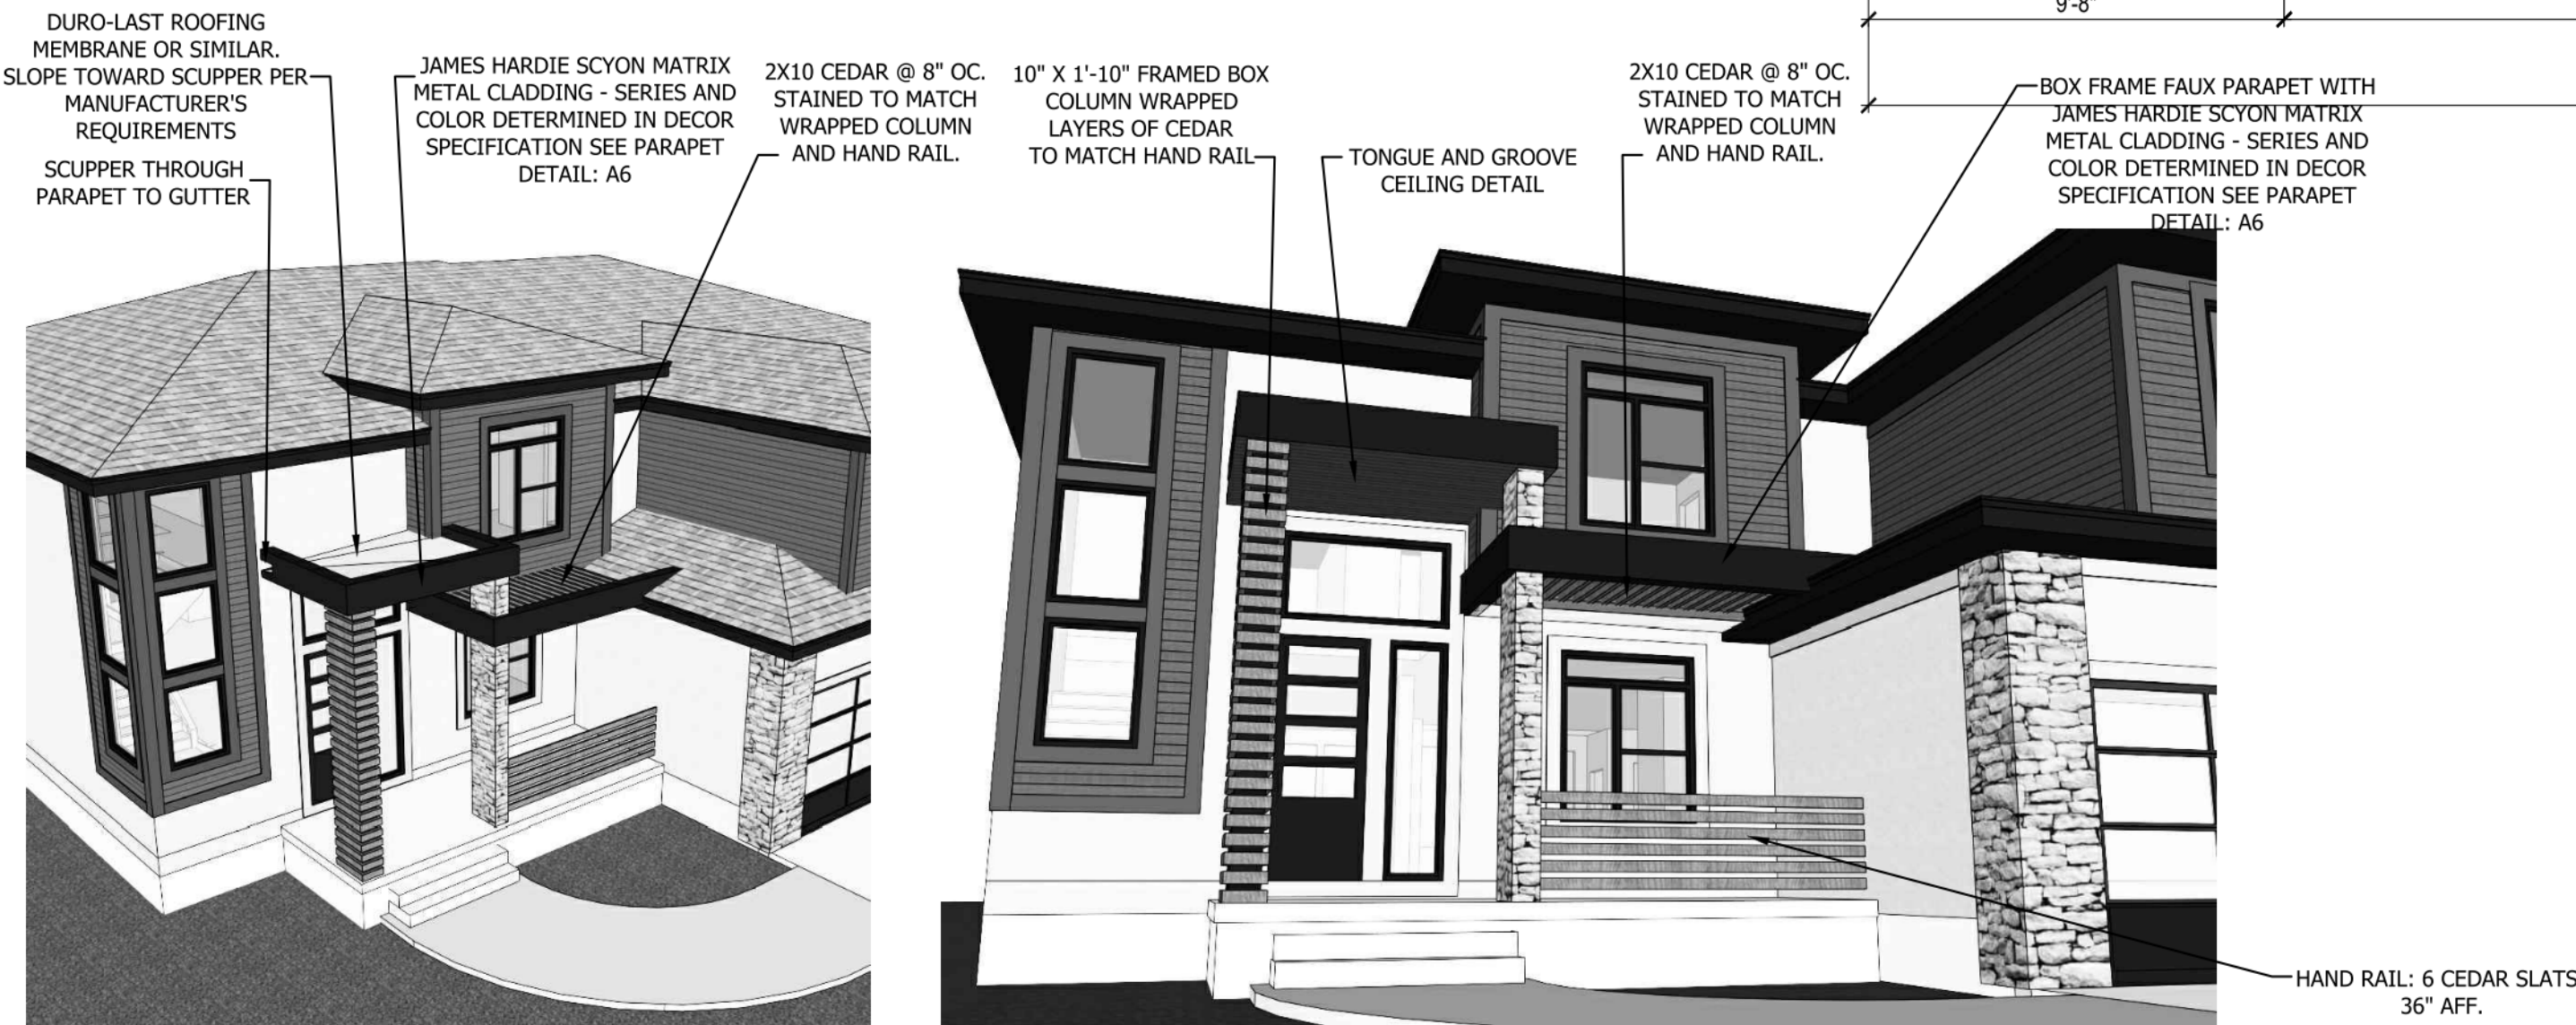 9'-8"
DURO-LAST ROOFING
MEMBRANE OR SIMILAR.
SLOPE TOWARD SCUPPER PER
MANUFACTURER'S
REQUIREMENTS
SCUPPER THROUGH
PARAPET TO GUTTER
JAMES HARDIE SCYON MATRIX
METAL CLADDING - SERIES AND
COLOR DETERMINED IN DECOR
SPECIFICATION SEE PARAPET
DETAIL: A6
2X10 CEDAR @ 8" OC.
STAINED TO MATCH
WRAPPED COLUMN
AND HAND RAIL.
10" X 1'-10" FRAMED BOX
COLUMN WRAPPED
LAYERS OF CEDAR
TO MATCH HAND RAIL
TONGUE AND GROOVE
CEILING DETAIL
2X10 CEDAR @ 8" OC.
STAINED TO MATCH
WRAPPED COLUMN
AND HAND RAIL.
BOX FRAME FAUX PARAPET WITH
JAMES HARDIE SCYON MATRIX
METAL CLADDING - SERIES AND
COLOR DETERMINED IN DECOR
SPECIFICATION SEE PARAPET
DETAIL: A6
HAND RAIL: 6 CEDAR SLATS
36" AFF.